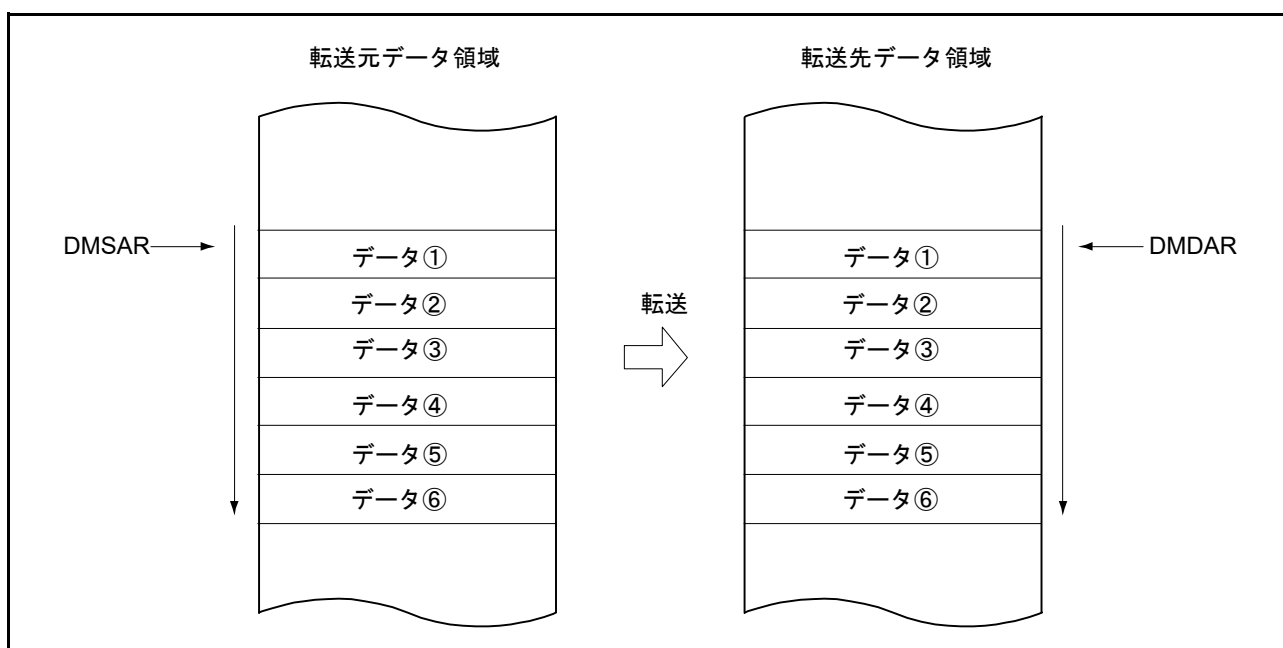 転送元データ領域
転送先データ領域
DMSAR
DMDAR
データ①
データ②
データ③
データ④
データ⑤
データ⑥
転送
データ①
データ②
データ③
データ④
データ⑤
データ⑥